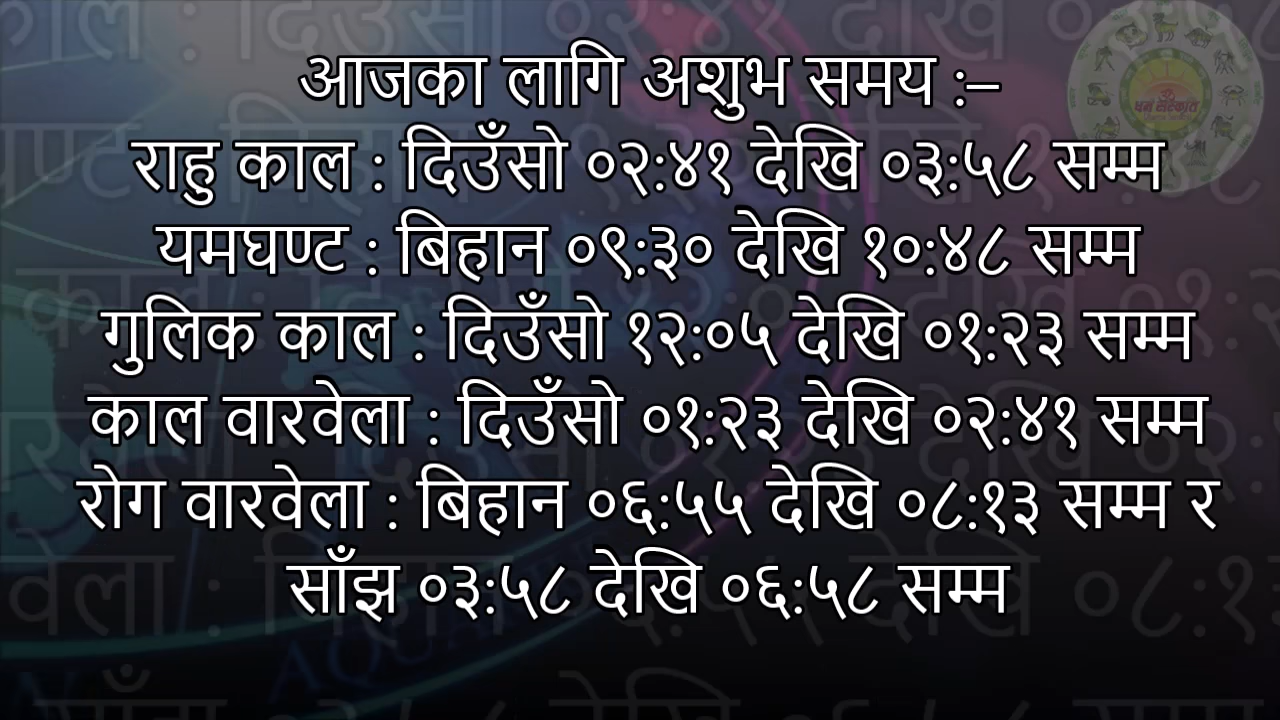 आजका लागि अशुभ समय :–
राहु काल : दिउँसो ०२:४१ देखि ०३:५८ सम्म
यमघण्ट : बिहान ०९:३० देखि १०:४८ सम्म
गुलिक काल : दिउँसो १२:०५ देखि ०१:२३ सम्म
काल वारवेला : दिउँसो ०१:२३ देखि ०२:४१ सम्म
रोग वारवेला : बिहान ०६:५५ देखि ०८:१३ सम्म र
साँझ ०३:५८ देखि ०६:५८ सम्म
धर्म संस्कृति